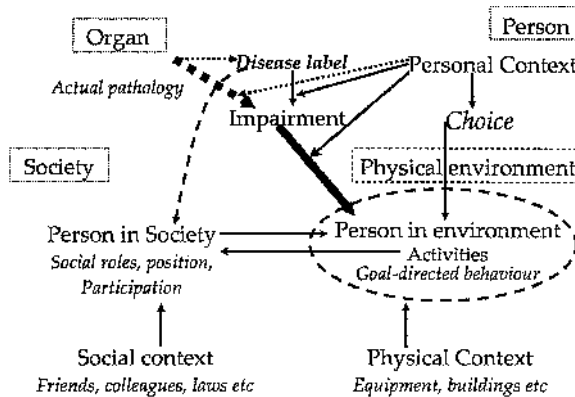 Organ
Person
Disease label
Personal Context
Actual pathology
Impairment
Choice
Society
Physical environment
Person in Society
Social roles, position,
Participation
Person in environment
Activities
Goal-directed behaviour
Social context
Friends, colleagues, laws etc
Physical Context
Equipment, buildings etc